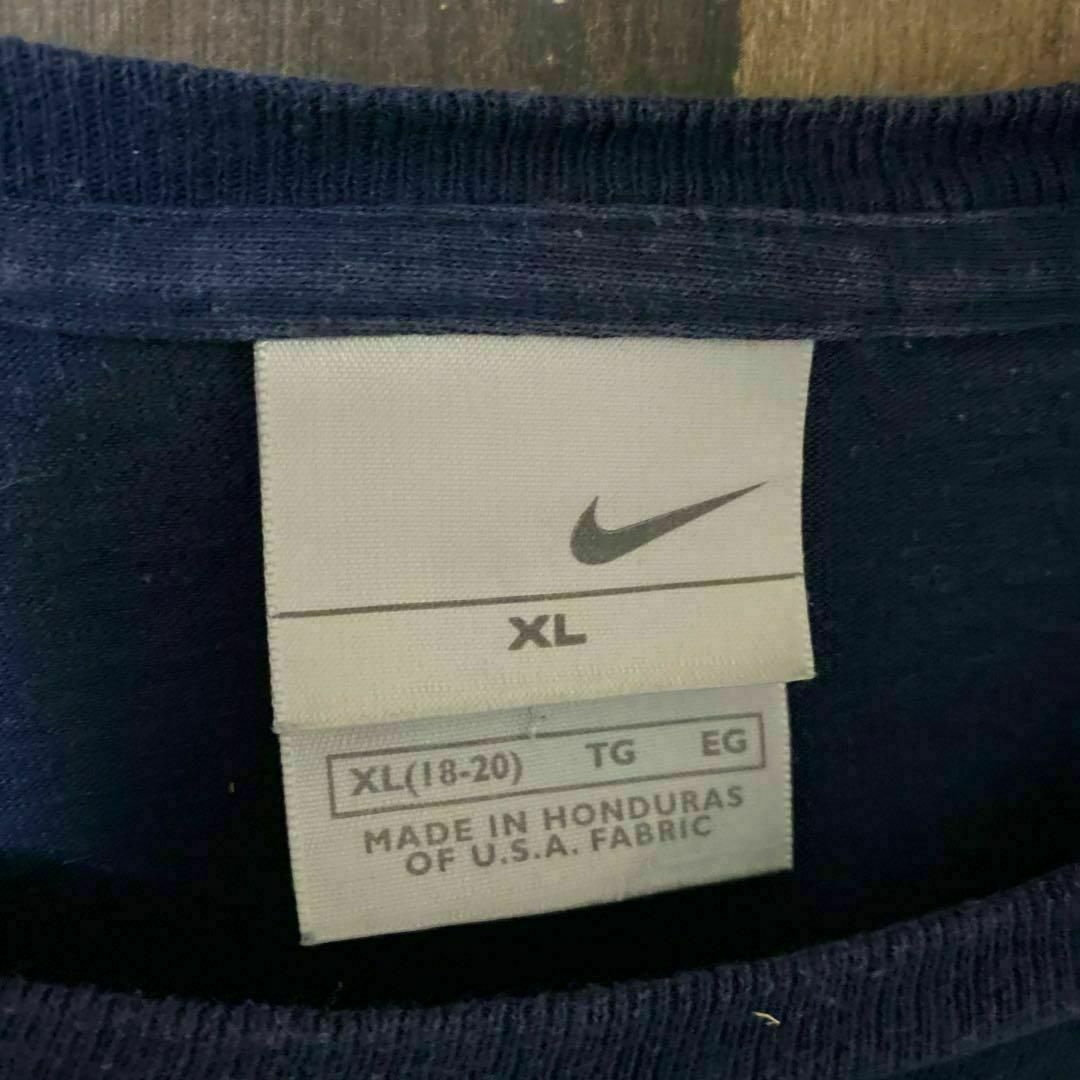 XL
XL(18-20) TG EG
MADE IN HONDURAS
OF U.S.A. FABRIC